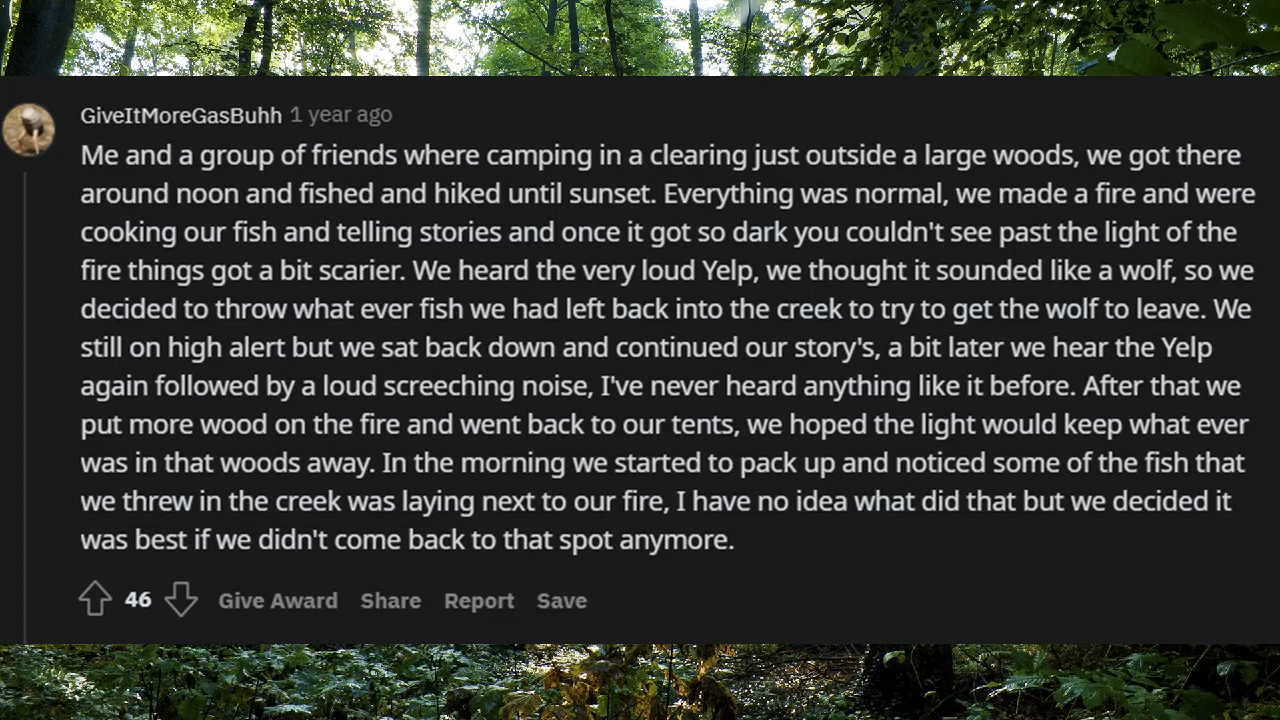 GiveItMoreGasBuhh 1 year ago
Me and a group of friends where camping in a clearing just outside a large woods, we got there
around noon and fished and hiked until sunset. Everything was normal, we made a fire and were
cooking our fish and telling stories and once it got so dark you couldn't see past the light of the
fire things got a bit scarier. We heard the very loud Yelp, we thought it sounded like a wolf, so we
decided to throw what ever fish we had left back into the creek to try to get the wolf to leave. We
still on high alert but we sat back down and continued our story's, a bit later we hear the Yelp
again followed by a loud screeching noise, I've never heard anything like it before. After that we
put more wood on the fire and went back to our tents, we hoped the light would keep what ever
was in that woods away. In the morning we started to pack up and noticed some of the fish that
we threw in the creek was laying next to our fire, I have no idea what did that but we decided it
was best if we didn't come back to that spot anymore.
46 Give Award Share Report Save